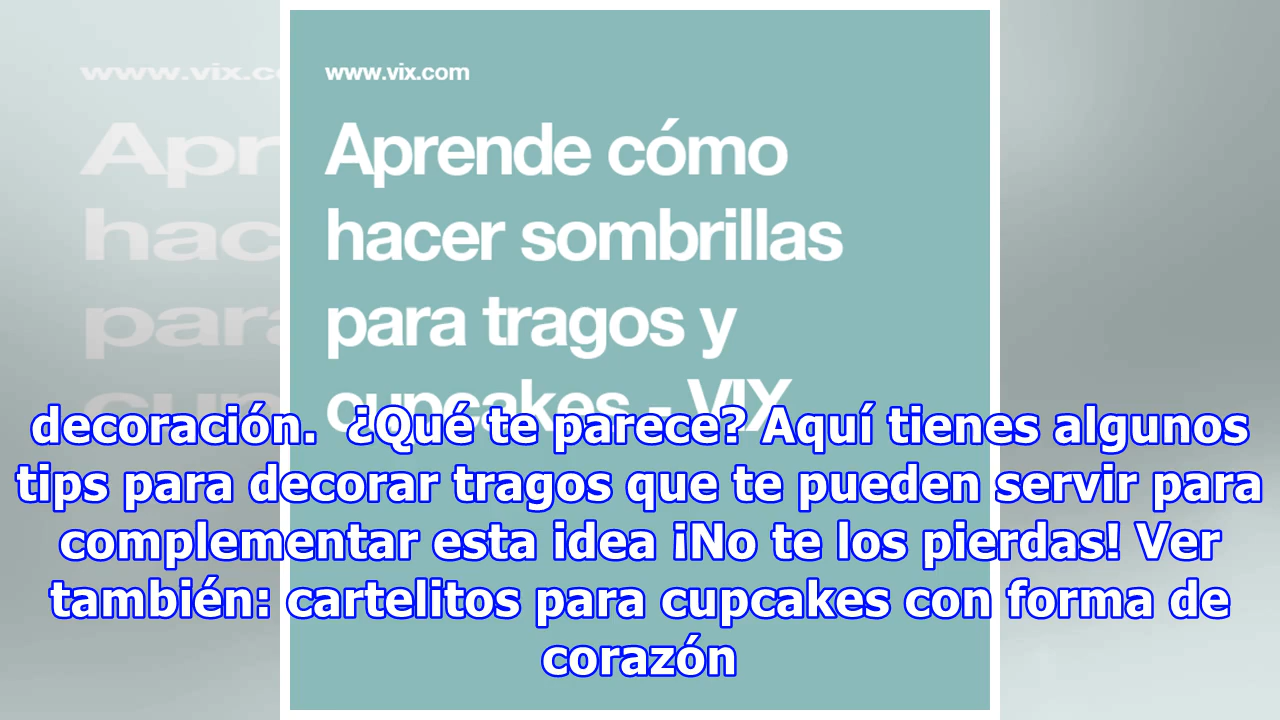 www.vix.com
Aprende cómo
hacer sombrillas
para tragos y
cupcakes - VIX
decoración.  ¿Qué te parece? Aquí tienes algunos
tips para decorar tragos que te pueden servir para
complementar esta idea ¡No te los pierdas! Ver
también: cartelitos para cupcakes con forma de
corazón